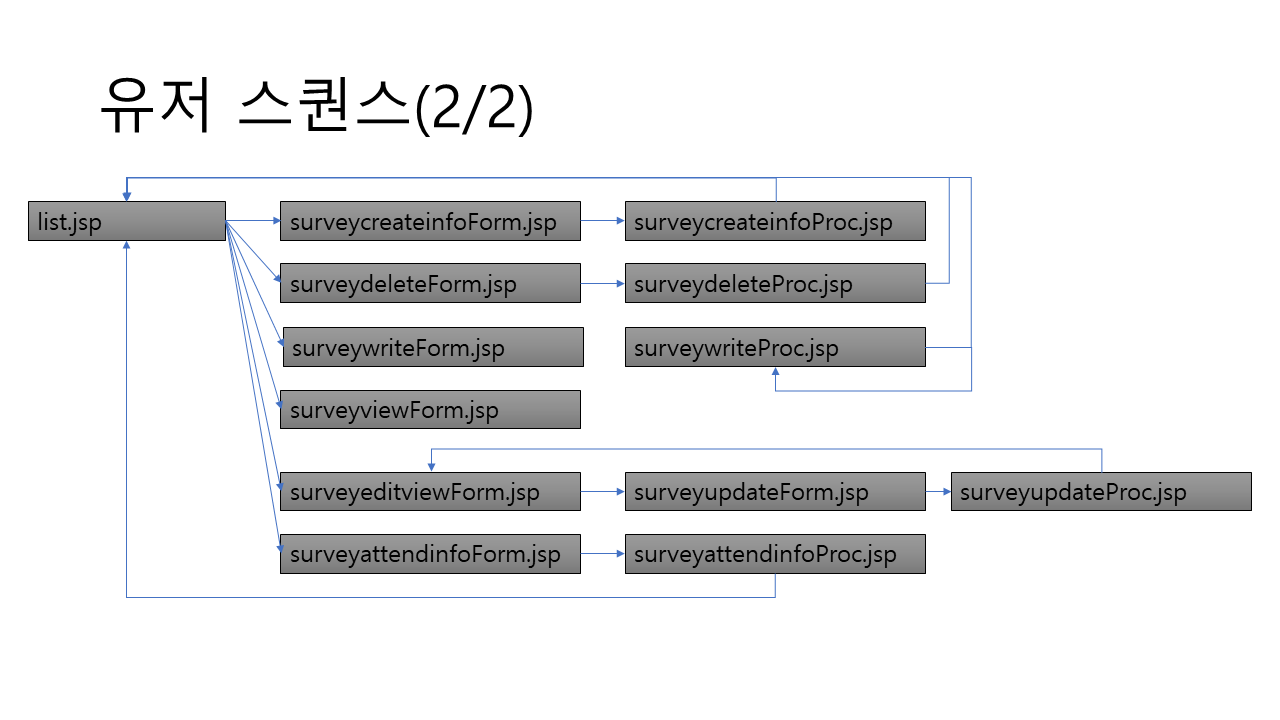 유저 스퀀스(2/2)
list.jsp
surveycreateinfoForm.jsp
surveycreateinfoProc.jsp
surveydeleteForm.jsp
surveydeleteProc.jsp
surveywriteForm.jsp
surveywriteProc.jsp
surveyviewForm.jsp
surveyeditviewForm.jsp
surveyupdateForm.jsp
surveyupdateProc.jsp
surveyattendinfoForm.jsp
surveyattendinfoProc.jsp